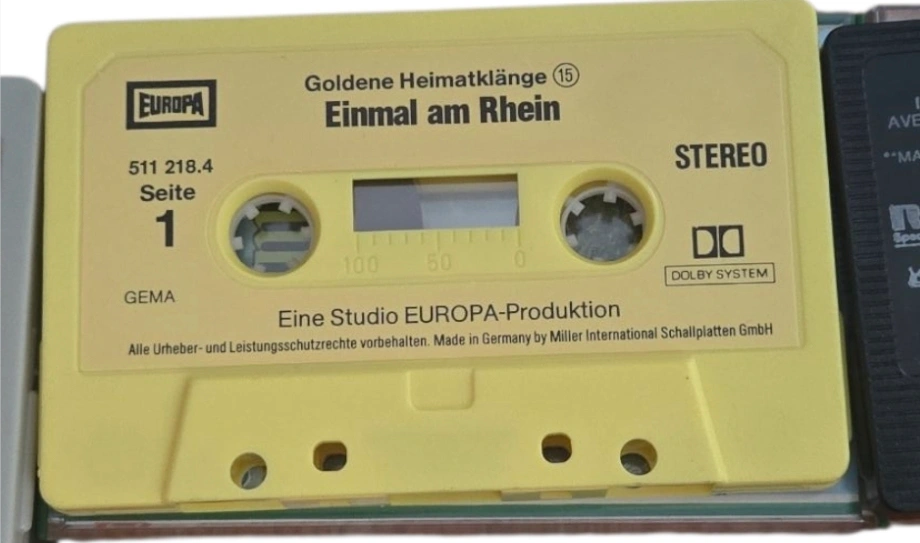 Goldene Heimatklänge ⑮
Einmal am Rhein
EUROPA
511 218.4
Seite
1
GEMA
STEREO
DOLBY SYSTEM
100 50 0
Eine Studio EUROPA-Produktion
Alle Urheber- und Leistungsschutzrechte vorbehalten. Made in Germany by Miller International Schallplatten GmbH